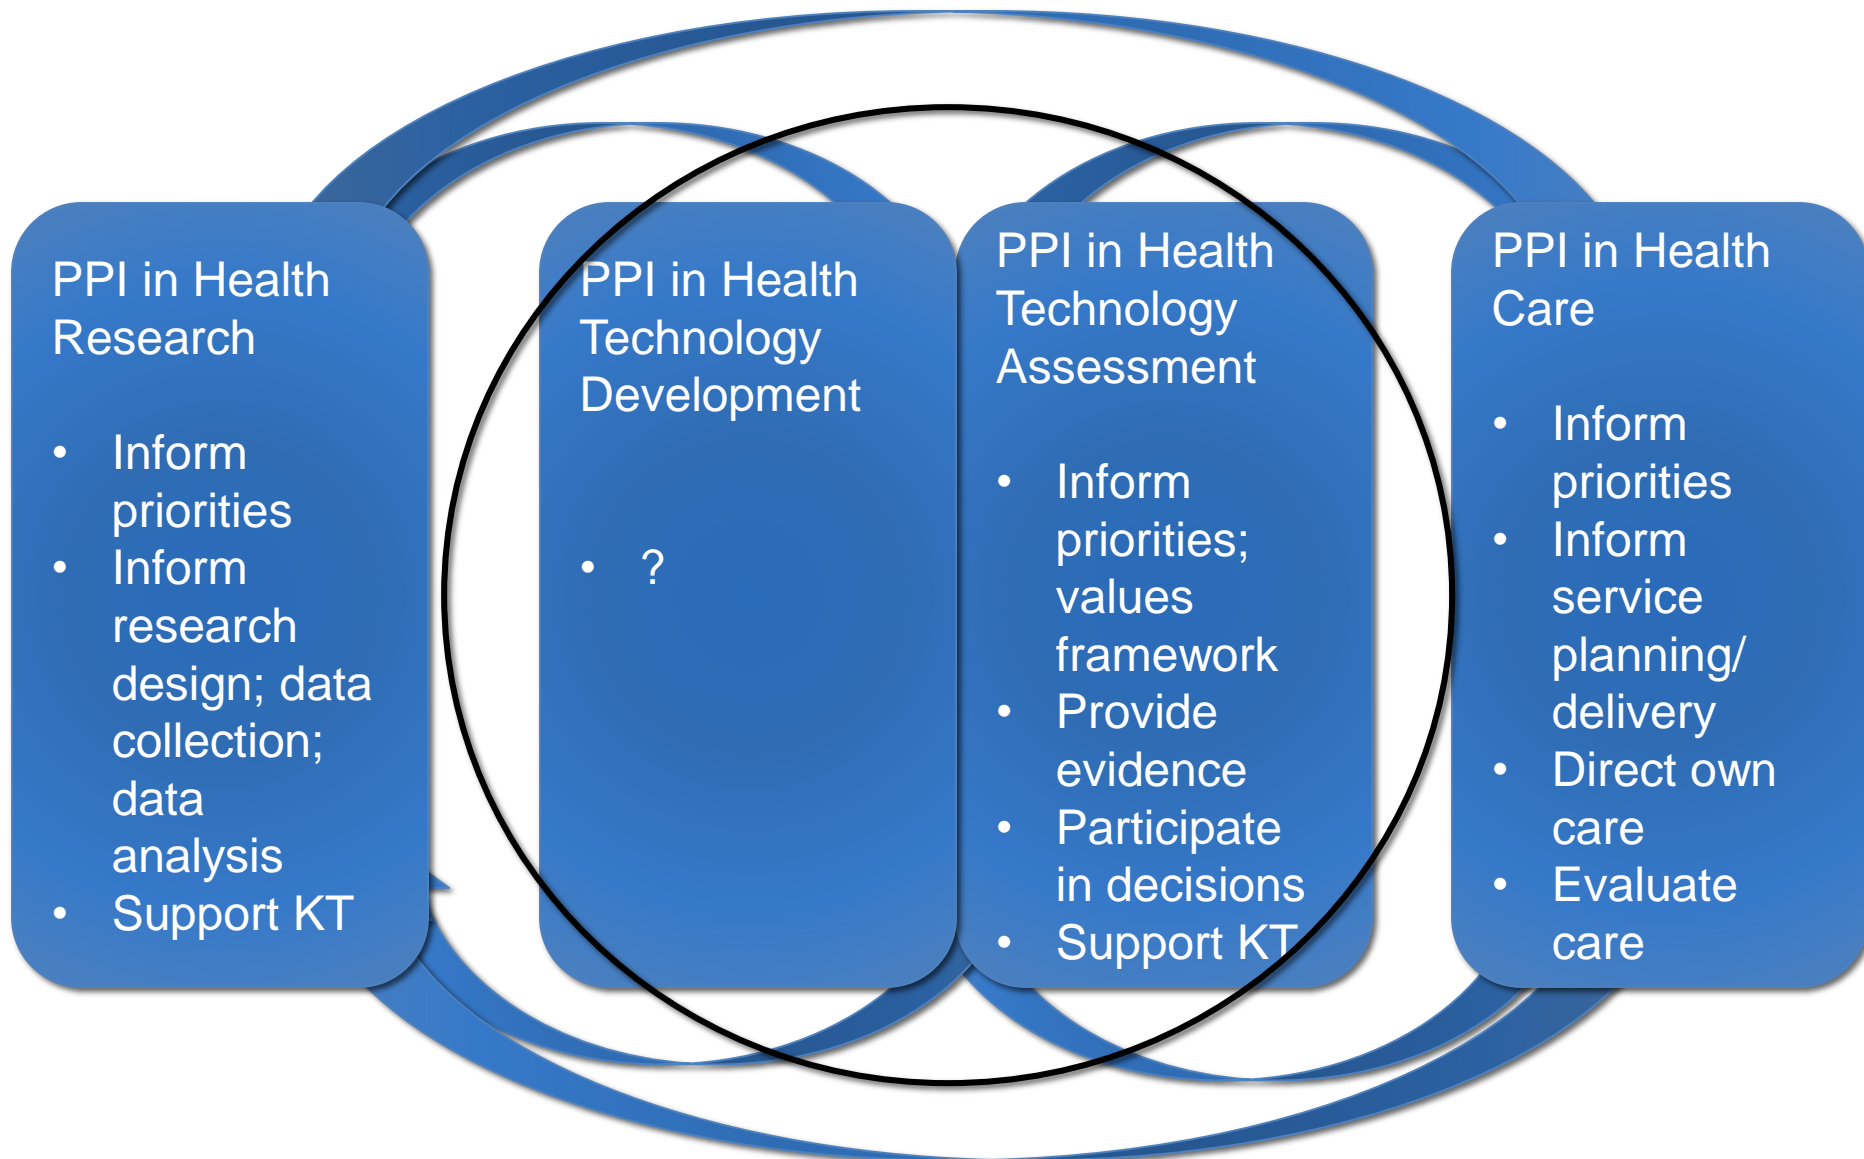 PPI in Health
Research
• Inform
priorities
• Inform
research
design; data
collection;
data
analysis
• Support KT
PPI in Health
Technology
Development
• ?
PPI in Health
Technology
Assessment
• Inform
priorities;
values
framework
• Provide
evidence
• Participate
in decisions
• Support KT
PPI in Health
Care
• Inform
priorities
• Inform
service
planning/
delivery
• Direct own
care
• Evaluate
care